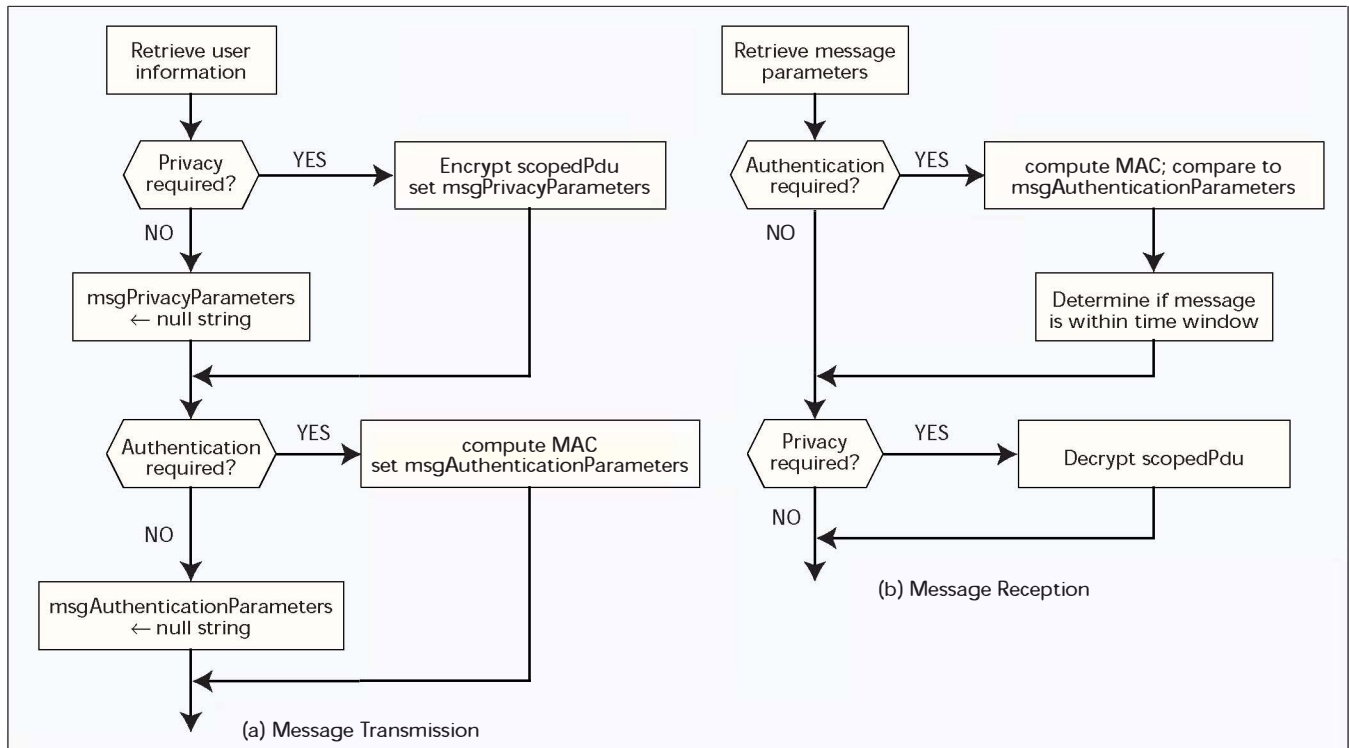 Retrieve user
information
Privacy
required?
YES
Encrypt scopedPdu
set msgPrivacyParameters
NO
msgPrivacyParameters
← null string
Authentication
required?
YES
compute MAC
set msgAuthenticationParameters
NO
msgAuthenticationParameters
← null string
(a) Message Transmission
Retrieve message
parameters
Authentication
required?
YES
compute MAC; compare to
msgAuthenticationParameters
NO
Determine if message
is within time window
Privacy
required?
YES
Decrypt scopedPdu
NO
(b) Message Reception